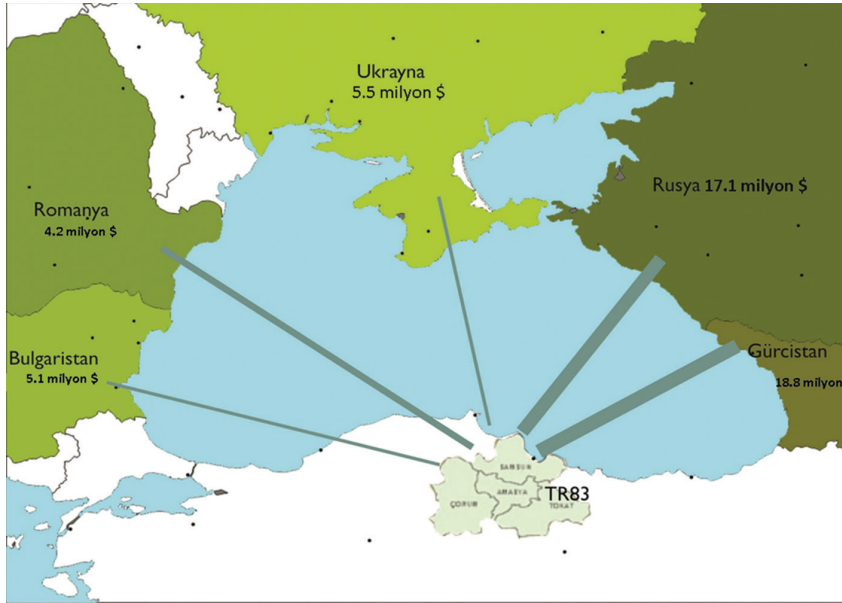 Ukrayna
5.5 milyon $
Rusya 17.1 milyon $
Romanya
4.2 milyon $
Bulgaristan
5.1 milyon $
Gürcistan
18.8 milyon
SAMSUN
AMASYA
TR83
ÇORUM
TOKAT